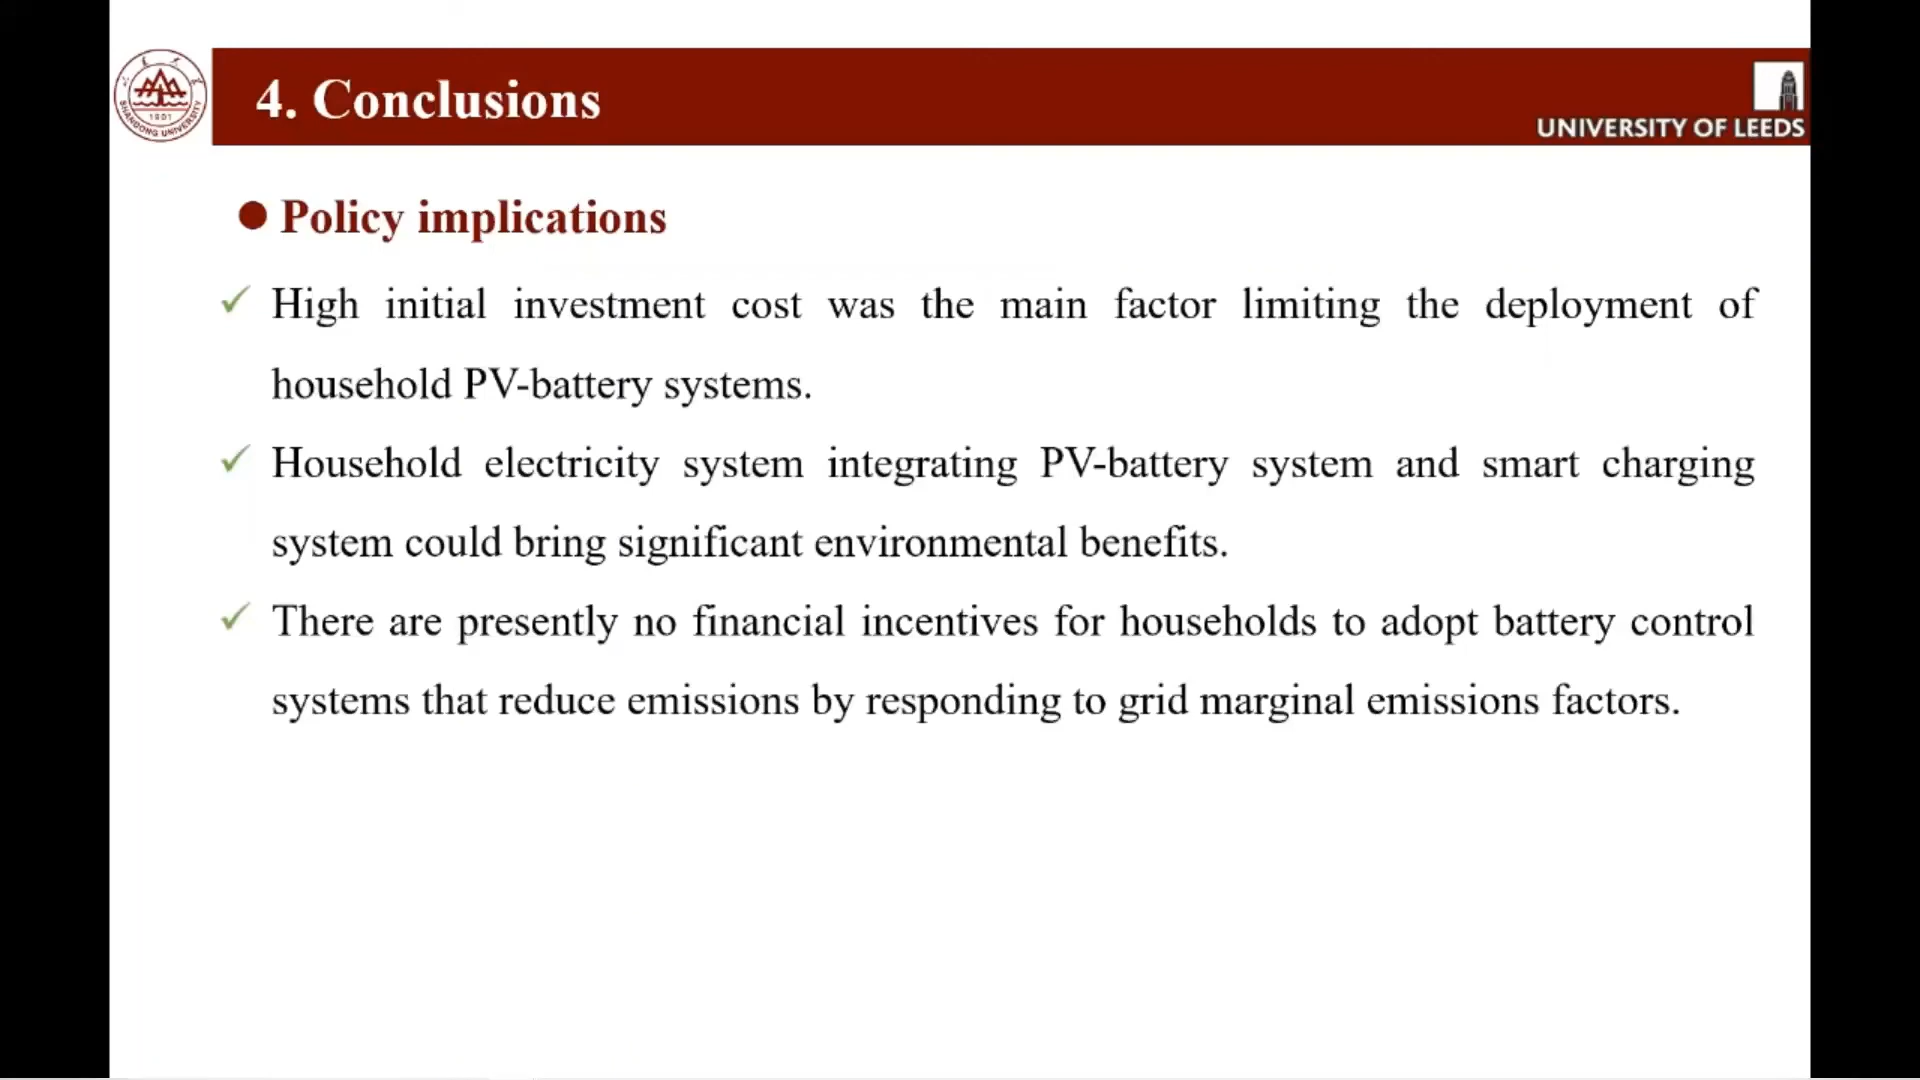 4. Conclusions
SHANDONG UNIVERSITY
1901
UNIVERSITY OF LEEDS
Policy implications
High initial investment cost was the main factor limiting the deployment of
household PV-battery systems.
Household electricity system integrating PV-battery system and smart charging
system could bring significant environmental benefits.
There are presently no financial incentives for households to adopt battery control
systems that reduce emissions by responding to grid marginal emissions factors.